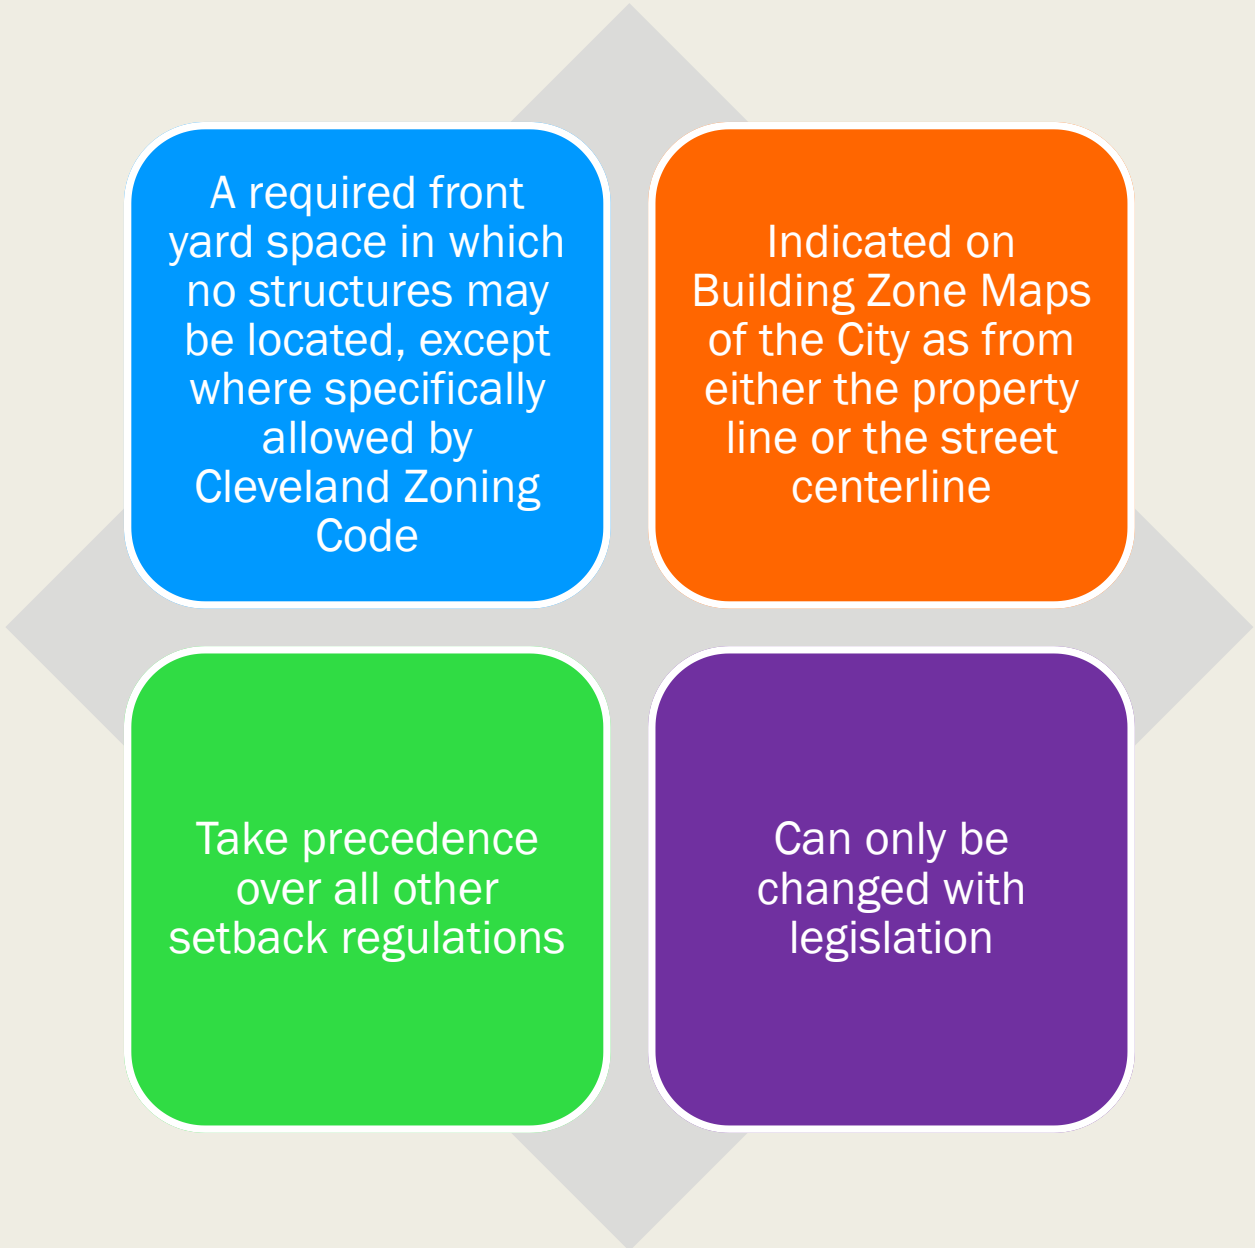 A required front
yard space in which
no structures may
be located, except
where specifically
allowed by
Cleveland Zoning
Code
Indicated on
Building Zone Maps
of the City as from
either the property
line or the street
centerline
Take precedence
over all other
setback regulations
Can only be
changed with
legislation